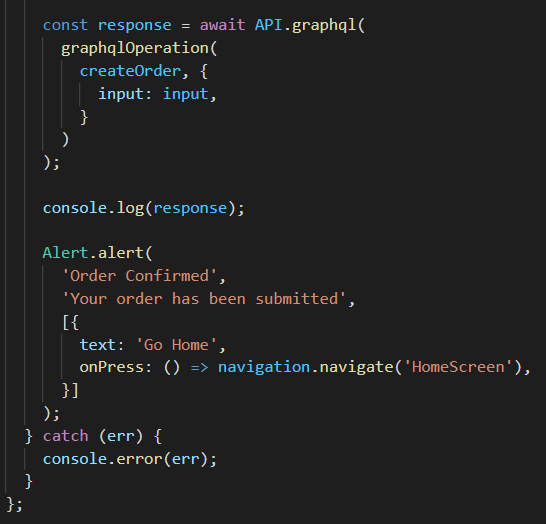 const response = await API.graphql(
graphqlOperation(
createOrder, {
input: input,
}
)
);
console.log(response);
Alert.alert(
'Order Confirmed',
'Your order has been submitted',
[{
text: 'Go Home',
onPress: () => navigation.navigate('HomeScreen'),
}]
);
} catch (err) {
console.error(err);
}
};